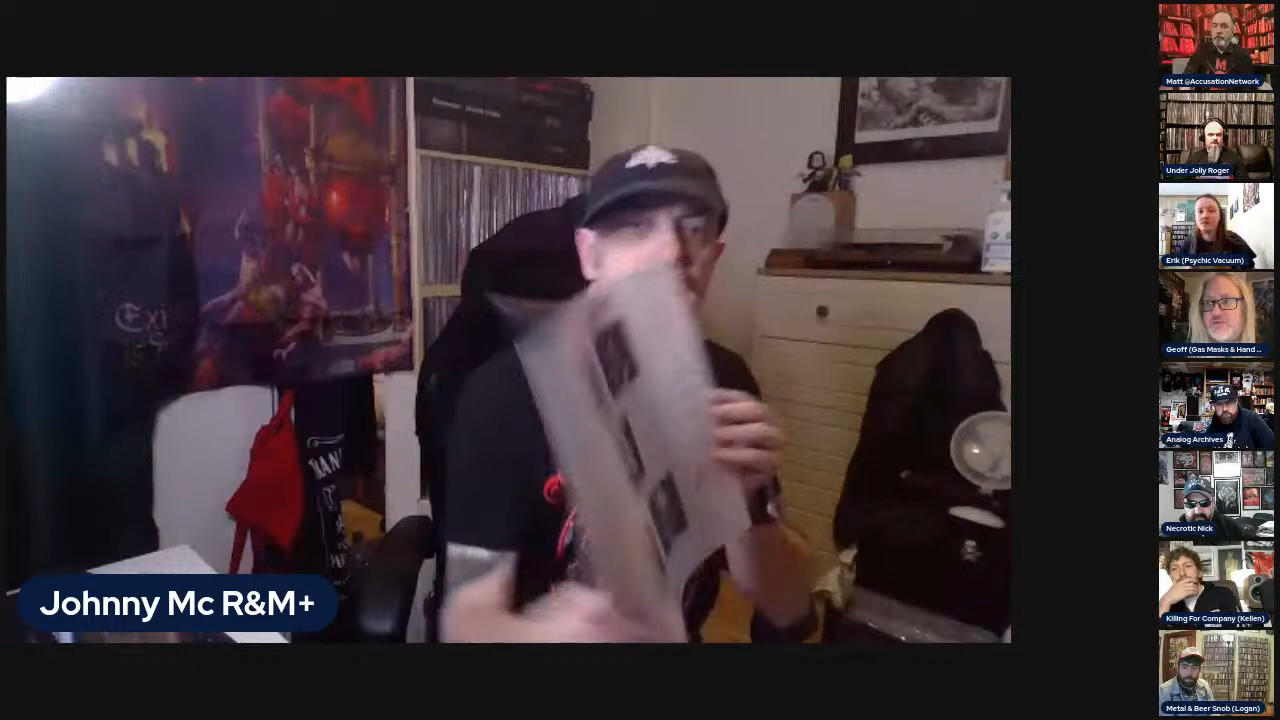 Johnny Mc R&M+
Matt @AccusationNetwork
Under Jolly Roger
Erik (Psychic Vacuum)
Geoff (Gas Masks & Hand ...
Analog Archives
Necrotic Nick
Killing For Company (Kellen)
Metal & Beer Snob (Logan)